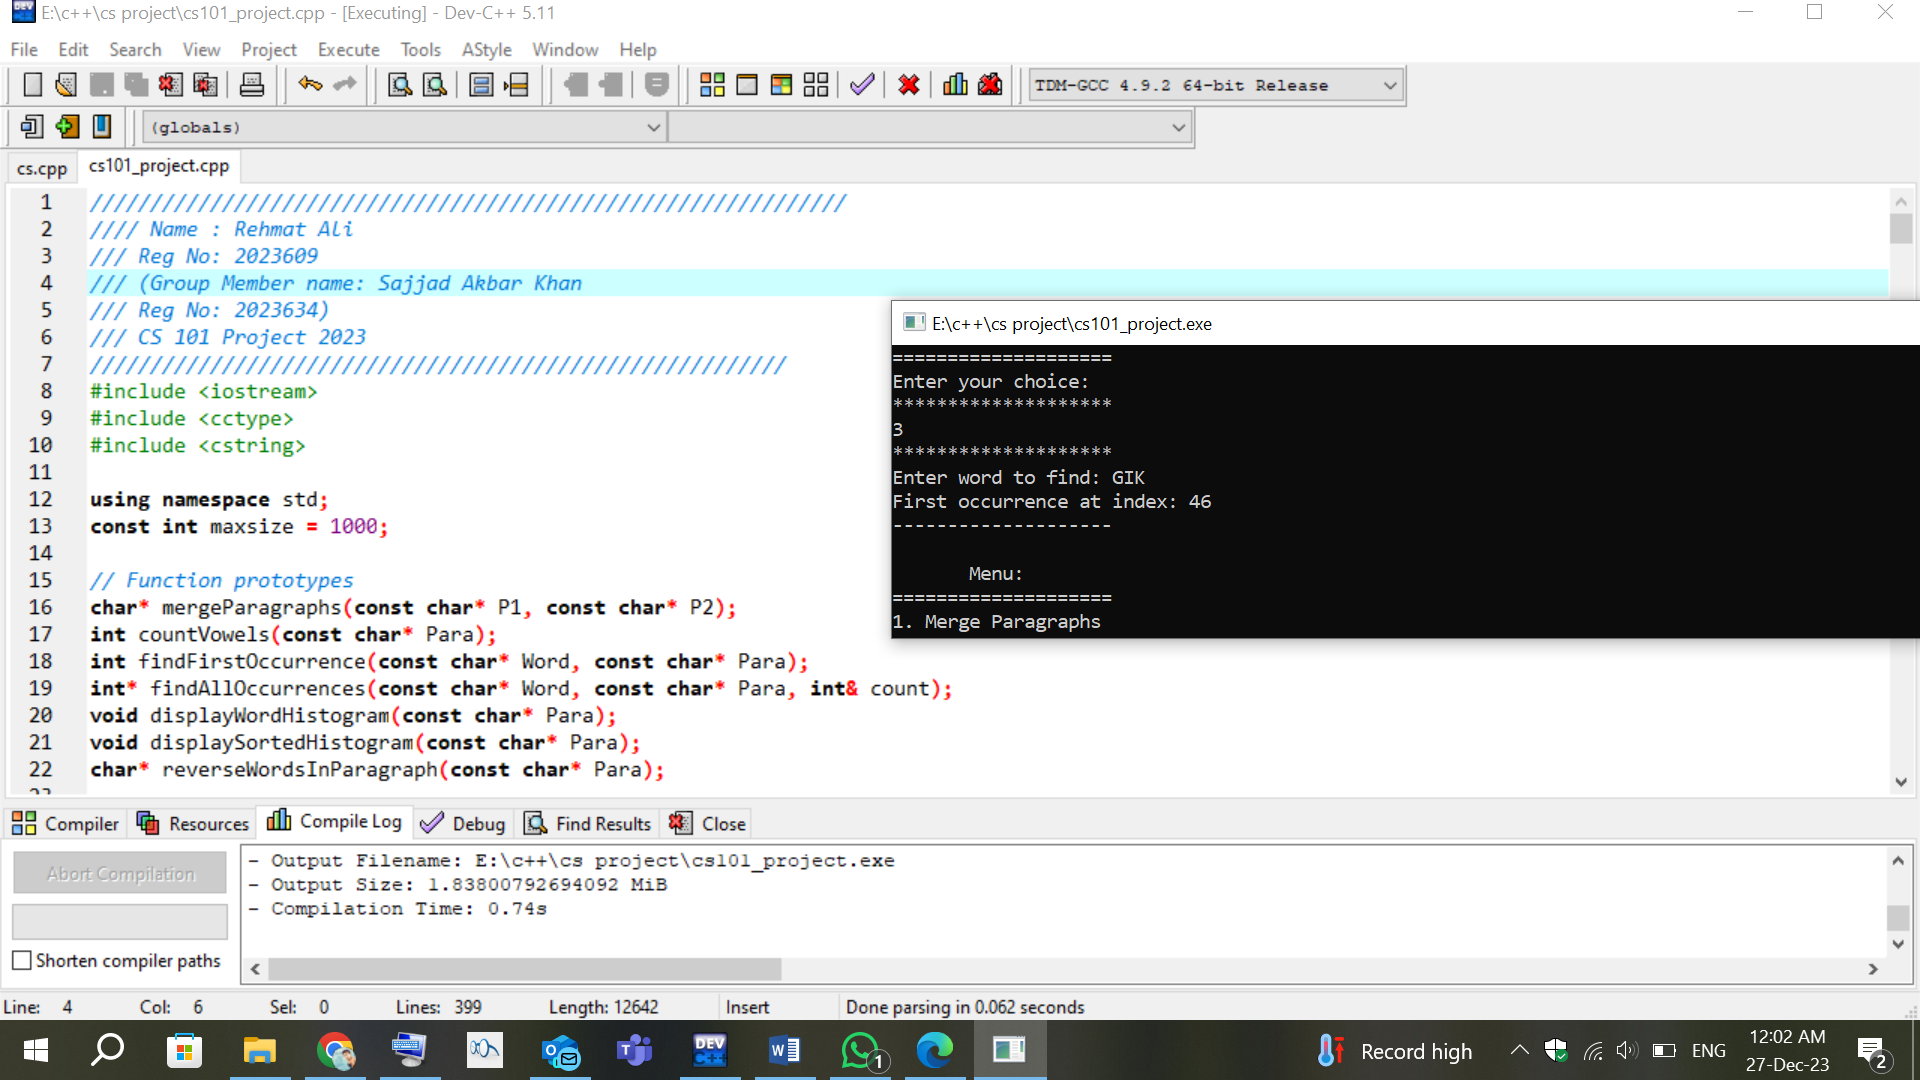 E:\c++\cs project\cs101_project.cpp - [Executing] - Dev-C++ 5.11
File Edit Search View Project Execute Tools AStyle Window Help
TDM-GCC 4.9.2 64-bit Release
(globals)
cs.cpp cs101_project.cpp
1 ///////////////////////////////////////////////////////////////
2 //// Name : Rehmat Ali
3 /// Reg No: 2023609
4 /// (Group Member name: Sajjad Akbar Khan
5 /// Reg No: 2023634)
6 /// CS 101 Project 2023
7 //////////////////////////////////////////////////////////
8 #include <iostream>
9 #include <cctype>
10 #include <cstring>
11
12 using namespace std;
13 const int maxsize = 1000;
14
15 // Function prototypes
16 char* mergeParagraphs(const char* P1, const char* P2);
17 int countVowels(const char* Para);
18 int findFirstOccurrence(const char* Word, const char* Para);
19 int* findAllOccurrences(const char* Word, const char* Para, int& count);
20 void displayWordHistogram(const char* Para);
21 void displaySortedHistogram(const char* Para);
22 char* reverseWordsInParagraph(const char* Para);
E:\c++\cs project\cs101_project.exe
====================
Enter your choice:
********************
3
********************
Enter word to find: GIK
First occurrence at index: 46
--------------------
Menu:
====================
1. Merge Paragraphs
Compiler Resources Compile Log Debug Find Results Close
Abort Compilation
Shorten compiler paths
- Output Filename: E:\c++\cs project\cs101_project.exe
- Output Size: 1.83800792694092 MiB
- Compilation Time: 0.74s
Line: 4 Col: 6 Sel: 0 Lines: 399 Length: 12642 Insert Done parsing in 0.062 seconds
DEV C++
1
Record high
ENG
12:02 AM
27-Dec-23
2